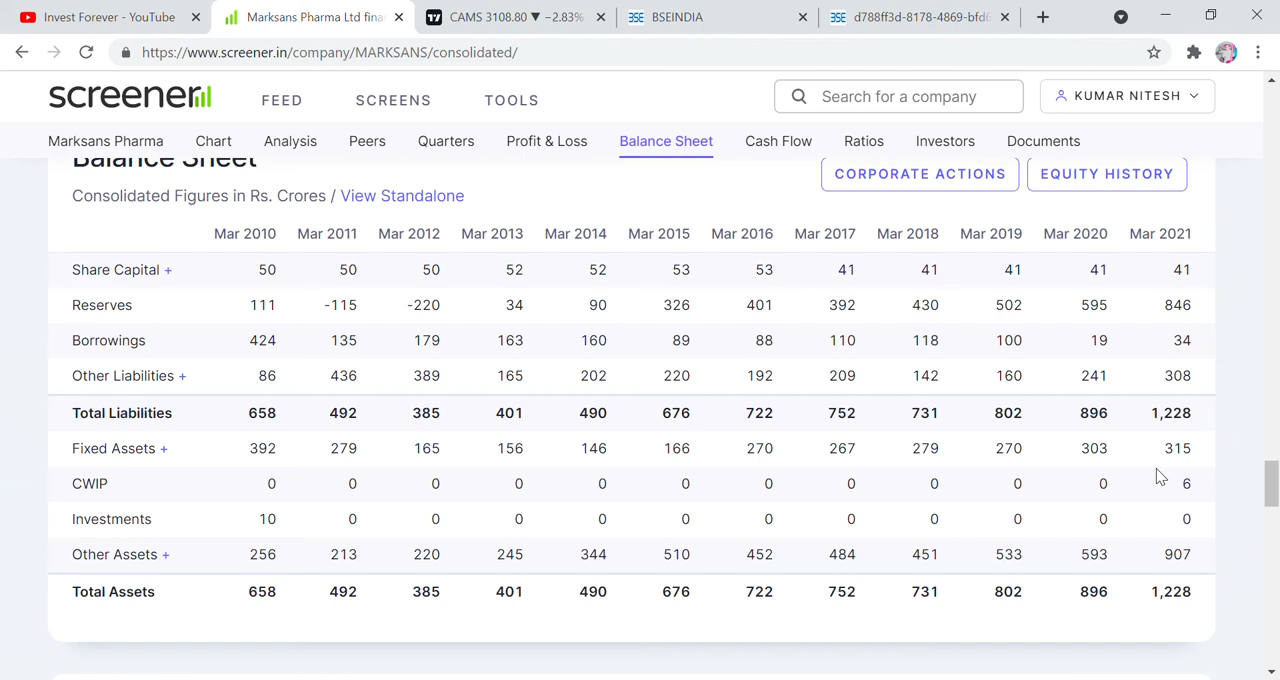 Invest Forever - YouTube
Marksans Pharma Ltd fina
CAMS 3108.80 ▼ −2.83%
BSEINDIA
d788ff3d-8178-4869-bfd6
https://www.screener.in/company/MARKSANS/consolidated/
screener
FEED SCREENS TOOLS
Search for a company
KUMAR NITESH
Marksans Pharma Chart Analysis Peers Quarters Profit & Loss Balance Sheet Cash Flow Ratios Investors Documents
Balance Sheet
Consolidated Figures in Rs. Crores / View Standalone
CORPORATE ACTIONS
EQUITY HISTORY
Mar 2010 Mar 2011 Mar 2012 Mar 2013 Mar 2014 Mar 2015 Mar 2016 Mar 2017 Mar 2018 Mar 2019 Mar 2020 Mar 2021
Share Capital + 50 50 50 52 52 53 53 41 41 41 41 41
Reserves 111 -115 -220 34 90 326 401 392 430 502 595 846
Borrowings 424 135 179 163 160 89 88 110 118 100 19 34
Other Liabilities + 86 436 389 165 202 220 192 209 142 160 241 308
Total Liabilities 658 492 385 401 490 676 722 752 731 802 896 1,228
Fixed Assets + 392 279 165 156 146 166 270 267 279 270 303 315
CWIP 0 0 0 0 0 0 0 0 0 0 0 6
Investments 10 0 0 0 0 0 0 0 0 0 0 0
Other Assets + 256 213 220 245 344 510 452 484 451 533 593 907
Total Assets 658 492 385 401 490 676 722 752 731 802 896 1,228